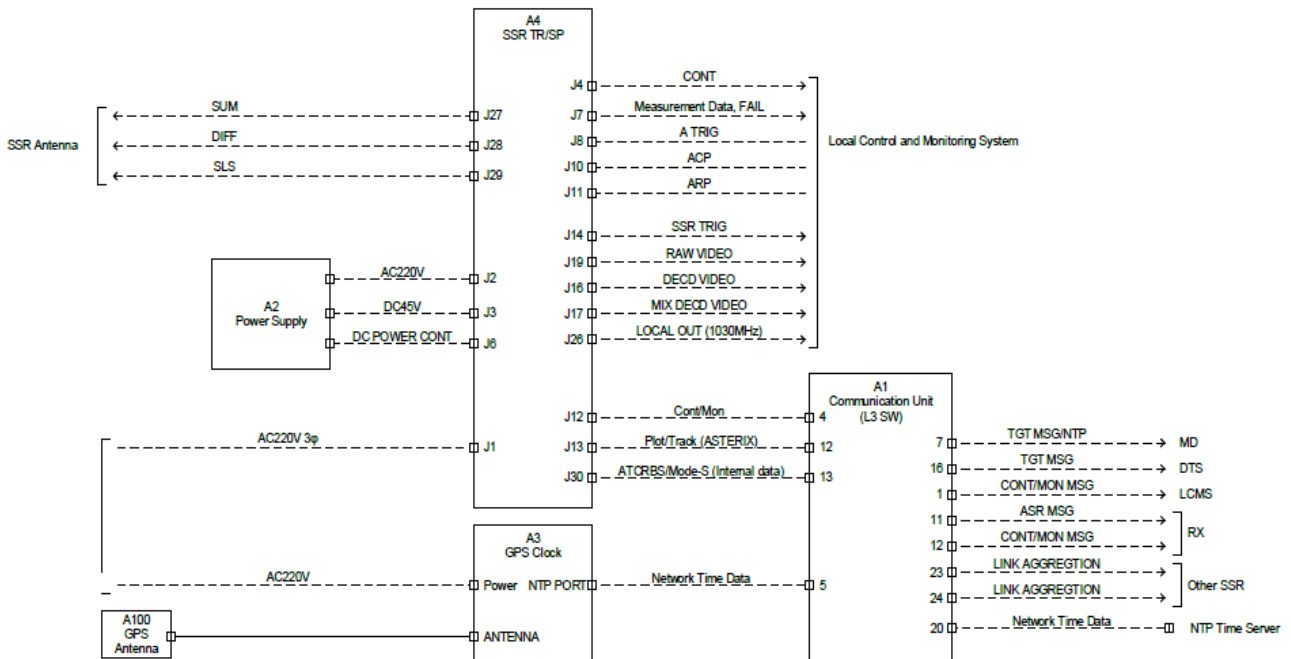 A4
SSR TR/SP
J4
CONT
J7
Measurement Data, FAIL
J8
A TRIG
J10
ACP
J11
ARP
J14
SSR TRIG
J19
RAW VIDEO
J16
DECD VIDEO
J17
MIX DECD VIDEO
J26
LOCAL OUT (1030MHz)
Local Control and Monitoring System
SSR Antenna
SUM
J27
DIFF
J28
SLS
J29
A2
Power Supply
AC220V
J2
DC45V
J3
DC POWER CONT
J6
J12
Cont/Mon
4
J13
Plot/Track (ASTERIX)
12
J30
ATCRBS/Mode-S (Internal data)
13
AC220V 3φ
J1
A1
Communication Unit
(L3 SW)
7
TGT MSG/NTP
MD
16
TGT MSG
DTS
1
CONT/MON MSG
LCMS
11
ASR MSG
12
CONT/MON MSG
RX
23
LINK AGGREGTION
24
LINK AGGREGTION
Other SSR
20
Network Time Data
NTP Time Server
A3
GPS Clock
AC220V
Power
NTP PORT
Network Time Data
5
A100
GPS
Antenna
ANTENNA